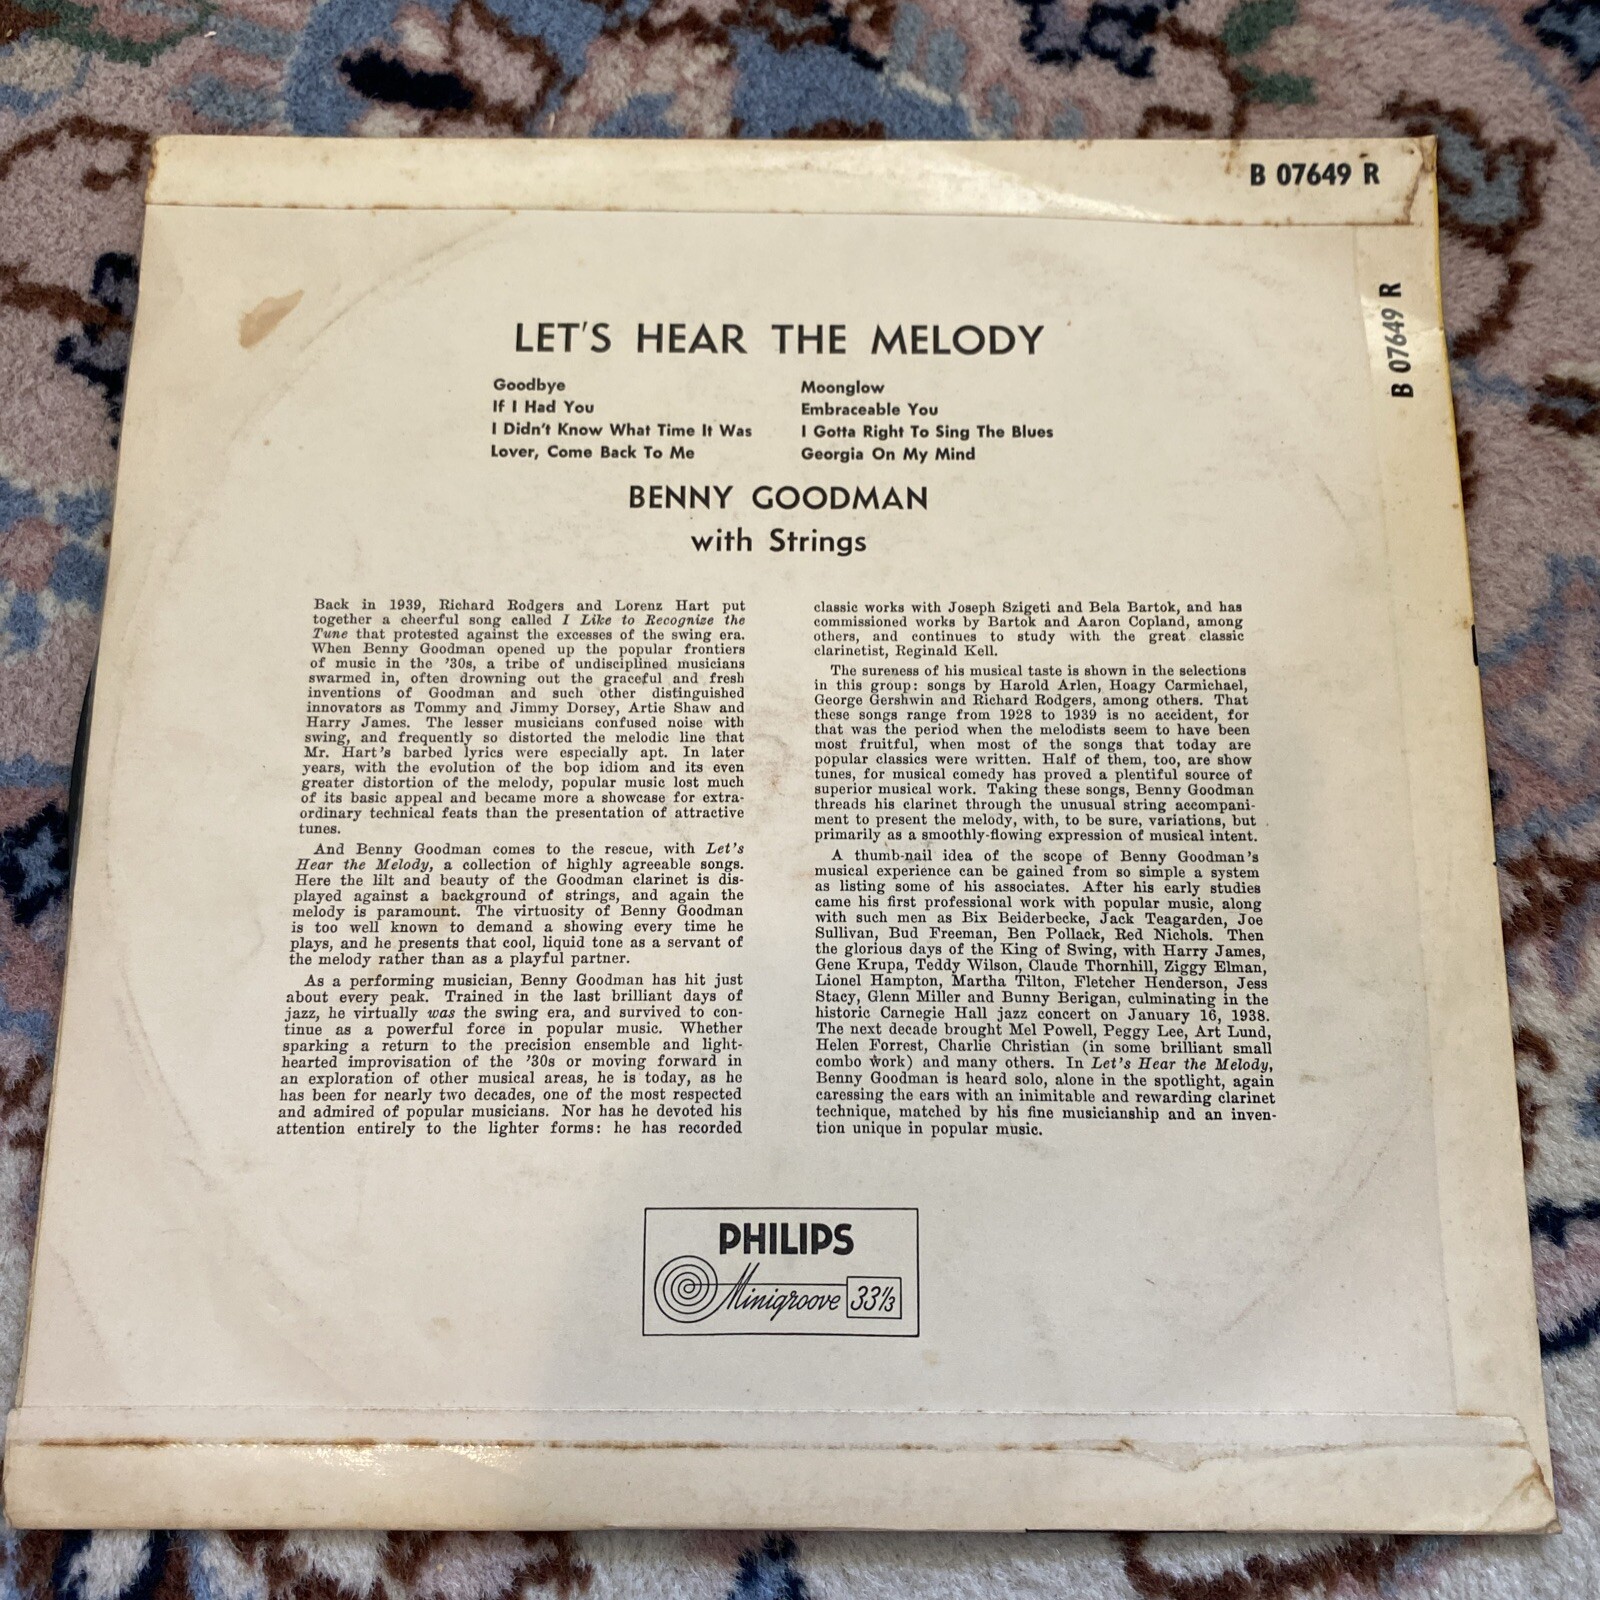 B 07649 R
B 07649 R
LET'S HEAR THE MELODY
Goodbye
If I Had You
I Didn't Know What Time It Was
Lover, Come Back To Me
Moonglow
Embraceable You
I Gotta Right To Sing The Blues
Georgia On My Mind
BENNY GOODMAN
with Strings
Back in 1939, Richard Rodgers and Lorenz Hart put
together a cheerful song called I Like to Recognize the
Tune that protested against the excesses of the swing era.
When Benny Goodman opened up the popular frontiers
of music in the '30s, a tribe of undisciplined musicians
swarmed in, often drowning out the graceful and fresh
inventions of Goodman and such other distinguished
innovators as Tommy and Jimmy Dorsey, Artie Shaw and
Harry James. The lesser musicians confused noise with
swing, and frequently so distorted the melodic line that
Mr. Hart's barbed lyrics were especially apt. In later
years, with the evolution of the bop idiom and its even
greater distortion of the melody, popular music lost much
of its basic appeal and became more a showcase for extra-
ordinary technical feats than the presentation of attractive
tunes.
And Benny Goodman comes to the rescue, with Let's
Hear the Melody, a collection of highly agreeable songs.
Here the lilt and beauty of the Goodman clarinet is dis-
played against a background of strings, and again the
melody is paramount. The virtuosity of Benny Goodman
is too well known to demand a showing every time he
plays, and he presents that cool, liquid tone as a servant of
the melody rather than as a playful partner.
As a performing musician, Benny Goodman has hit just
about every peak. Trained in the last brilliant days of
jazz, he virtually was the swing era, and survived to con-
tinue as a powerful force in popular music. Whether
sparking a return to the precision ensemble and light-
hearted improvisation of the '30s or moving forward in
an exploration of other musical areas, he is today, as he
has been for nearly two decades, one of the most respected
and admired of popular musicians. Nor has he devoted his
attention entirely to the lighter forms: he has recorded
classic works with Joseph Szigeti and Bela Bartok, and has
commissioned works by Bartok and Aaron Copland, among
others, and continues to study with the great classic
clarinetist, Reginald Kell.
The sureness of his musical taste is shown in the selections
in this group: songs by Harold Arlen, Hoagy Carmichael,
George Gershwin and Richard Rodgers, among others. That
these songs range from 1928 to 1939 is no accident, for
that was the period when the melodists seem to have been
most fruitful, when most of the songs that today are
popular classics were written. Half of them, too, are show
tunes, for musical comedy has proved a plentiful source of
superior musical work. Taking these songs, Benny Goodman
threads his clarinet through the unusual string accompani-
ment to present the melody, with, to be sure, variations, but
primarily as a smoothly-flowing expression of musical intent.
A thumb-nail idea of the scope of Benny Goodman's
musical experience can be gained from so simple a system
as listing some of his associates. After his early studies
came his first professional work with popular music, along
with such men as Bix Beiderbecke, Jack Teagarden, Joe
Sullivan, Bud Freeman, Ben Pollack, Red Nichols. Then
the glorious days of the King of Swing, with Harry James,
Gene Krupa, Teddy Wilson, Claude Thornhill, Ziggy Elman,
Lionel Hampton, Martha Tilton, Fletcher Henderson, Jess
Stacy, Glenn Miller and Bunny Berigan, culminating in the
historic Carnegie Hall jazz concert on January 16, 1938.
The next decade brought Mel Powell, Peggy Lee, Art Lund,
Helen Forrest, Charlie Christian (in some brilliant small
combo work) and many others. In Let's Hear the Melody,
Benny Goodman is heard solo, alone in the spotlight, again
caressing the ears with an inimitable and rewarding clarinet
technique, matched by his fine musicianship and an inven-
tion unique in popular music.
PHILIPS
Minigroove 33⅓